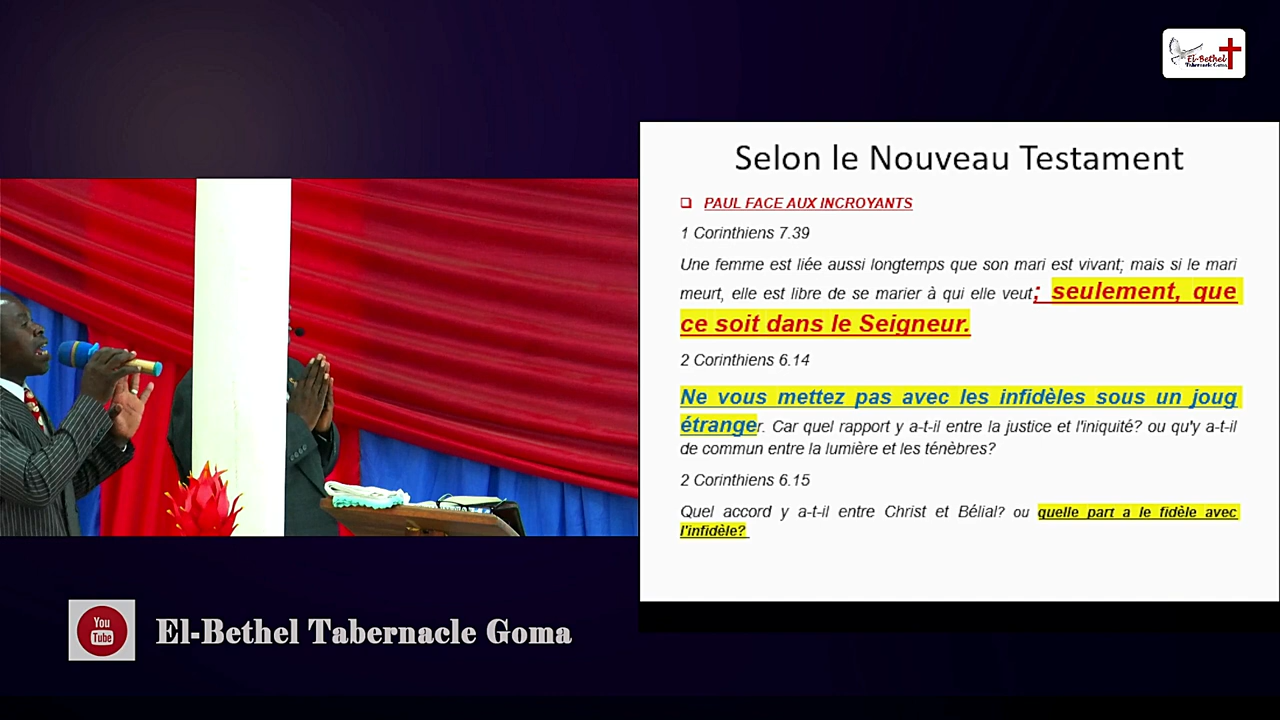 El-Bethel
Tabernacle Goma
Selon le Nouveau Testament
PAUL FACE AUX INCROYANTS
1 Corinthiens 7.39
Une femme est liée aussi longtemps que son mari est vivant; mais si le mari
meurt, elle est libre de se marier à qui elle veut; seulement, que
ce soit dans le Seigneur.
2 Corinthiens 6.14
Ne vous mettez pas avec les infidèles sous un joug
étranger. Car quel rapport y a-t-il entre la justice et l'iniquité? ou qu'y a-t-il
de commun entre la lumière et les ténèbres?
2 Corinthiens 6.15
Quel accord y a-t-il entre Christ et Bélial? ou quelle part a le fidèle avec
l'infidèle?
You
Tube
El-Bethel Tabernacle Goma